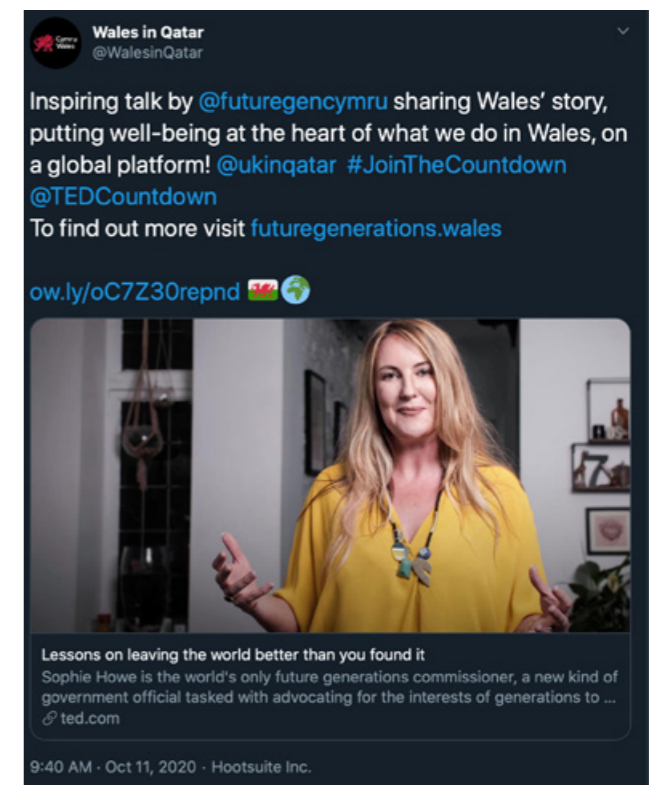 Cymru
Wales
Wales in Qatar
@WalesinQatar
Inspiring talk by @futuregencymru sharing Wales’ story,
putting well-being at the heart of what we do in Wales, on
a global platform! @ukinqatar #JoinTheCountdown
@TEDCountdown
To find out more visit futuregenerations.wales
ow.ly/oC7Z30repnd
Lessons on leaving the world better than you found it
Sophie Howe is the world's only future generations commissioner, a new kind of
government official tasked with advocating for the interests of generations to ...
ted.com
9:40 AM · Oct 11, 2020 · Hootsuite Inc.